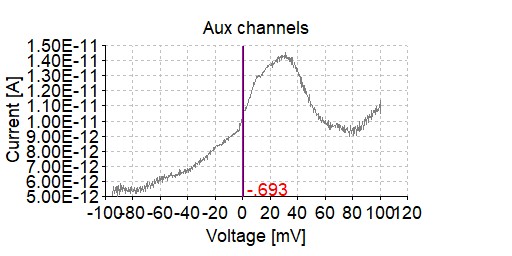 Aux channels
1.50E-11
1.40E-11
1.30E-11
1.20E-11
1.10E-11
1.00E-11
9.00E-12
8.00E-12
7.00E-12
6.00E-12
5.00E-12
Current [A]
-.693
-100-80 -60 -40 -20 0 20 40 60 80 100 120
Voltage [mV]